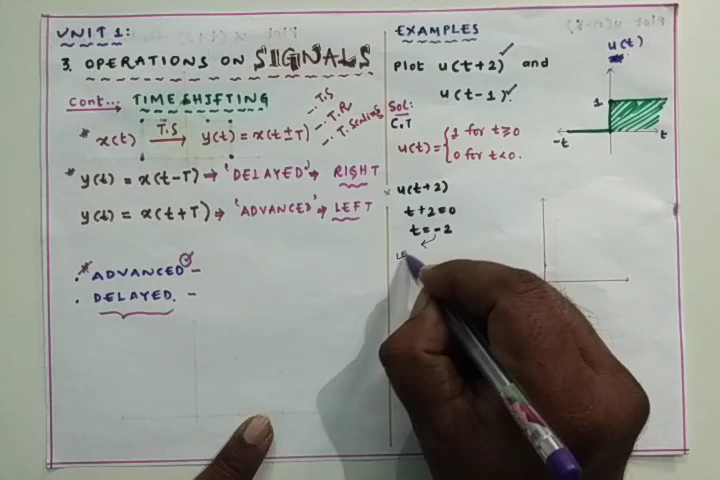 UNIT 1:
3. OPERATIONS ON SIGNALS
Cont... TIME SHIFTING
* x(t) T.S → y(t) = x(t±T)
- T.S
- T.R
- T. Scaling
* y(t) = x(t-T) → 'DELAYED' → RIGHT
y(t) = x(t+T) → 'ADVANCED' → LEFT
* ADVANCED -
. DELAYED. -
EXAMPLES
Plot u(t+2) ✓ and
u(t-1) ✓.
Sol:
C.T
u(t) = { 1 for t≥0
0 for t<0.
u(t)
1
-t
t
× u(t+2)
t+2=0
t=-2
LE